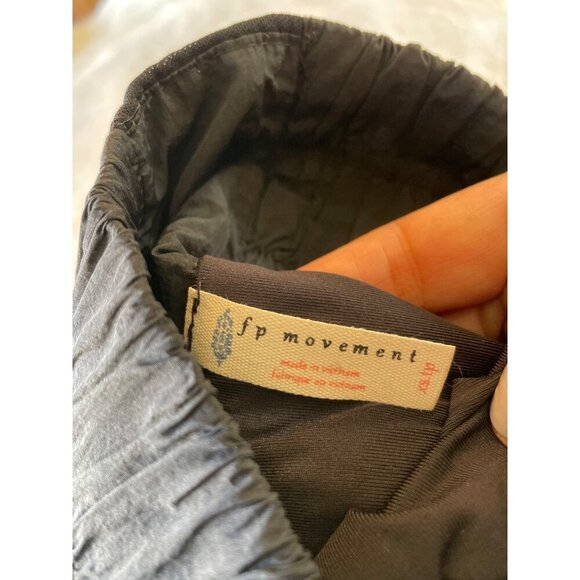 fp movement
made in vietnam
fabriqué au vietnam
xs.tp